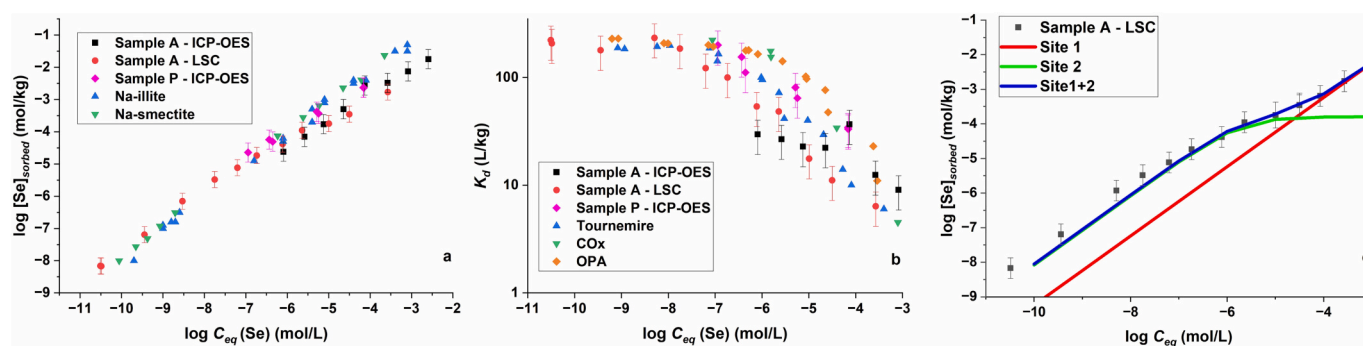 log [Se]sorbed (mol/kg)
−1
−2
−3
−4
−5
−6
−7
−8
−9
Sample A - ICP-OES
Sample A - LSC
Sample P - ICP-OES
Na-illite
Na-smectite
a
−11 −10 −9 −8 −7 −6 −5 −4 −3 −2
log Ceq (Se) (mol/L)
Kd (L/kg)
100
10
1
Sample A - ICP-OES
Sample A - LSC
Sample P - ICP-OES
Tournemire
COx
OPA
b
−11 −10 −9 −8 −7 −6 −5 −4 −3
log Ceq (Se) (mol/L)
log [Se]sorbed (mol/kg)
−1
−2
−3
−4
−5
−6
−7
−8
−9
Sample A - LSC
Site 1
Site 2
Site1+2
−10 −8 −6 −4
log Ceq (mol/L)